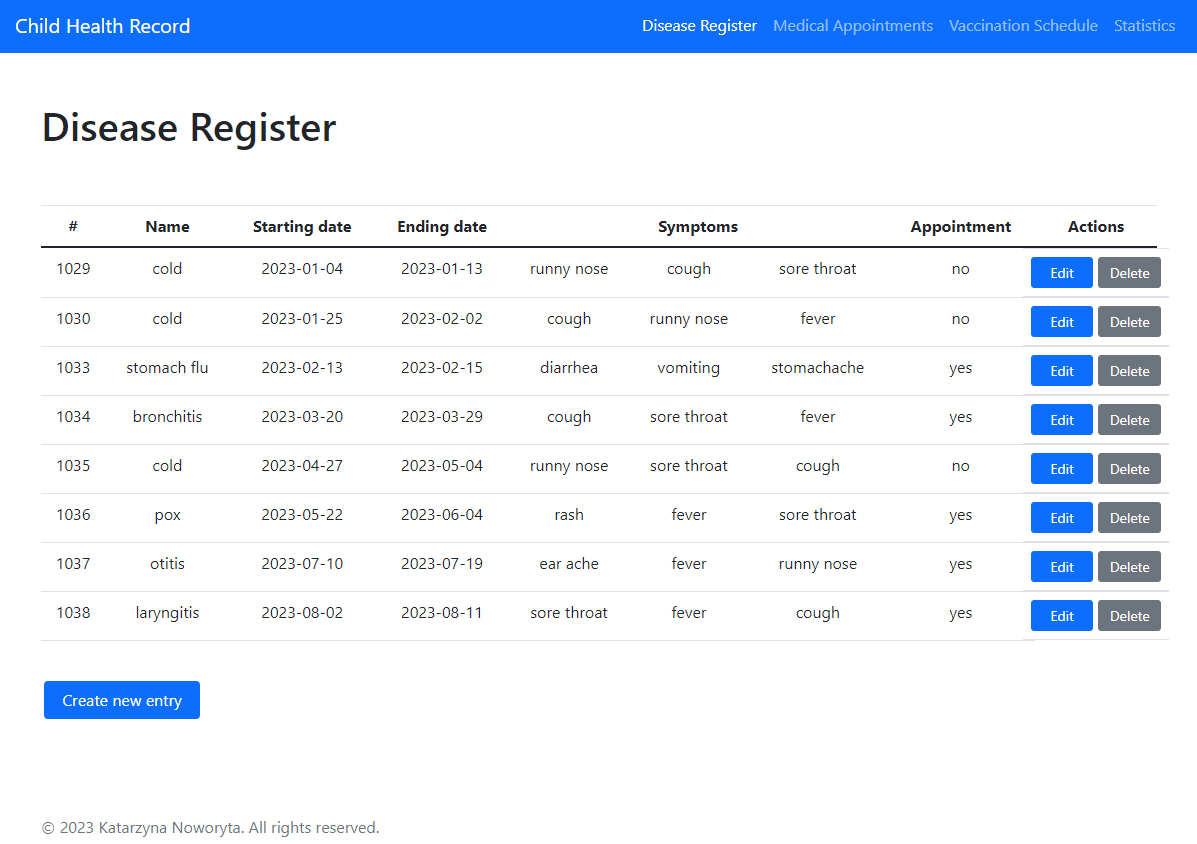 Child Health Record Disease Register Medical Appointments Vaccination Schedule Statistics
Disease Register
# Name Starting date Ending date Symptoms Appointment Actions
1029 cold 2023-01-04 2023-01-13 runny nose cough sore throat no Edit Delete
1030 cold 2023-01-25 2023-02-02 cough runny nose fever no Edit Delete
1033 stomach flu 2023-02-13 2023-02-15 diarrhea vomiting stomachache yes Edit Delete
1034 bronchitis 2023-03-20 2023-03-29 cough sore throat fever yes Edit Delete
1035 cold 2023-04-27 2023-05-04 runny nose sore throat cough no Edit Delete
1036 pox 2023-05-22 2023-06-04 rash fever sore throat yes Edit Delete
1037 otitis 2023-07-10 2023-07-19 ear ache fever runny nose yes Edit Delete
1038 laryngitis 2023-08-02 2023-08-11 sore throat fever cough yes Edit Delete
Create new entry
© 2023 Katarzyna Noworyta. All rights reserved.